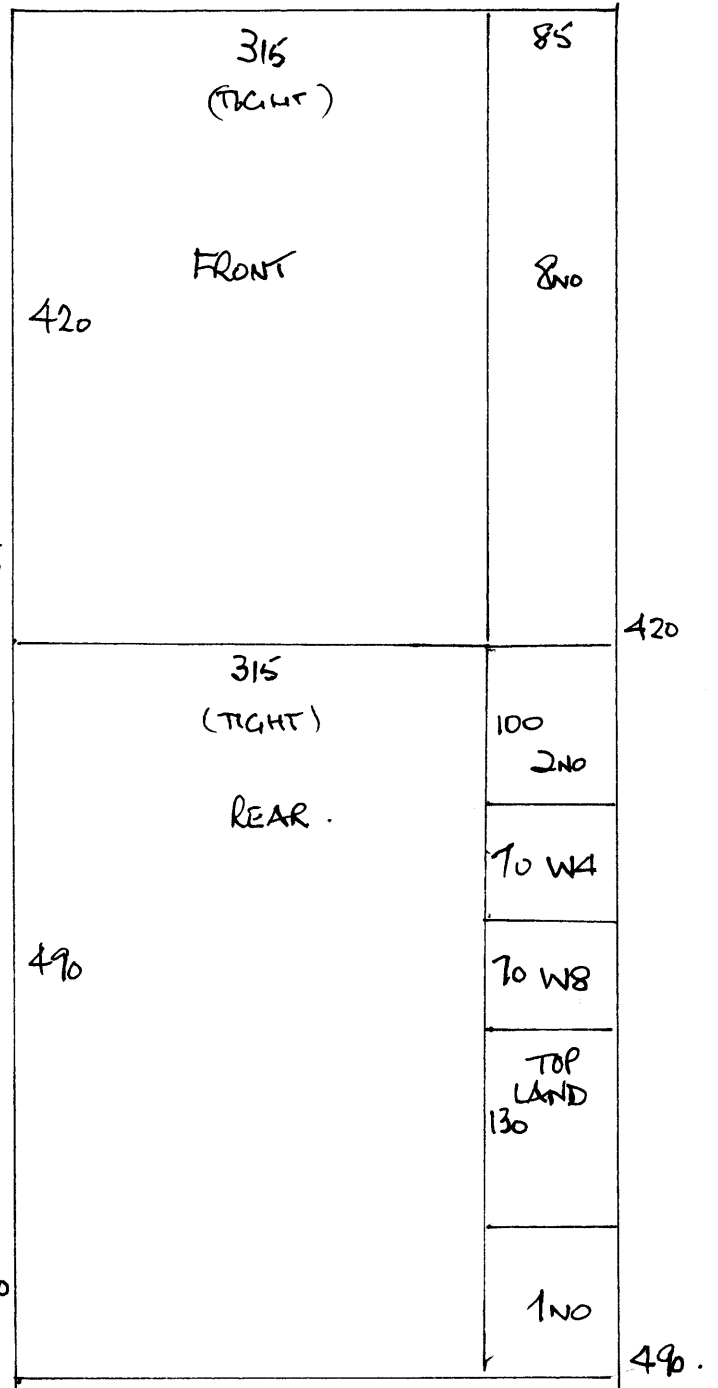 315
(TIGHT)
85
FRONT
8NO
420
420
315
(TIGHT)
100
2NO
REAR.
70 W4
490
70 W8
TOP
LAND
130
1NO
490.